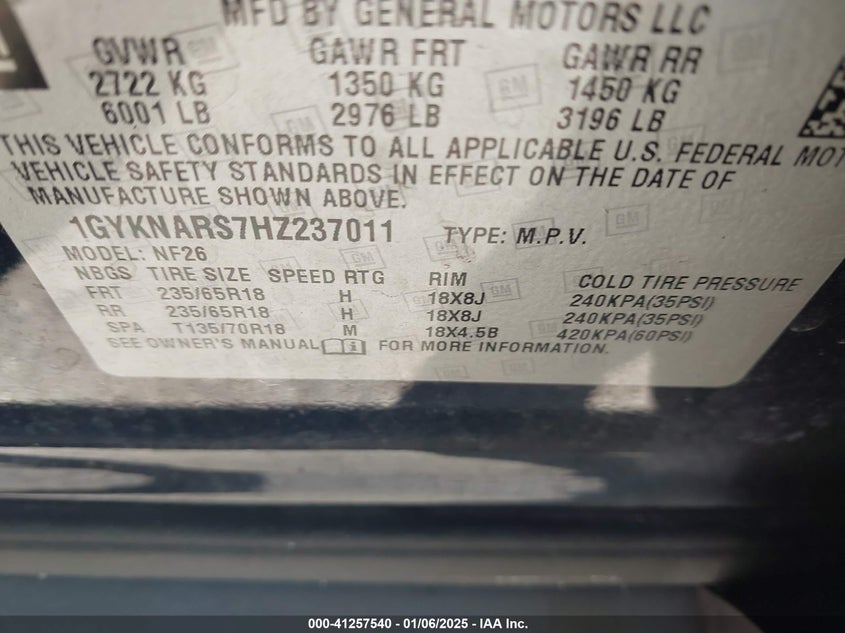 MFD BY GENERAL MOTORS LLC
GVWR GAWR FRT GAWR RR
2722 KG 1350 KG 1450 KG
6001 LB 2976 LB 3196 LB
THIS VEHICLE CONFORMS TO ALL APPLICABLE U.S. FEDERAL MOT
VEHICLE SAFETY STANDARDS IN EFFECT ON THE DATE OF
MANUFACTURE SHOWN ABOVE.
1GYKNARS7HZ237011 TYPE: M.P.V.
MODEL: NF26
NBGS TIRE SIZE SPEED RTG RIM COLD TIRE PRESSURE
FRT 235/65R18 H 18X8J 240KPA(35PSI)
RR 235/65R18 H 18X8J 240KPA(35PSI)
SPA T135/70R18 M 18X4.5B 420KPA(60PSI)
SEE OWNER'S MANUAL FOR MORE INFORMATION.
000-41257540 - 01/06/2025 - IAA Inc.